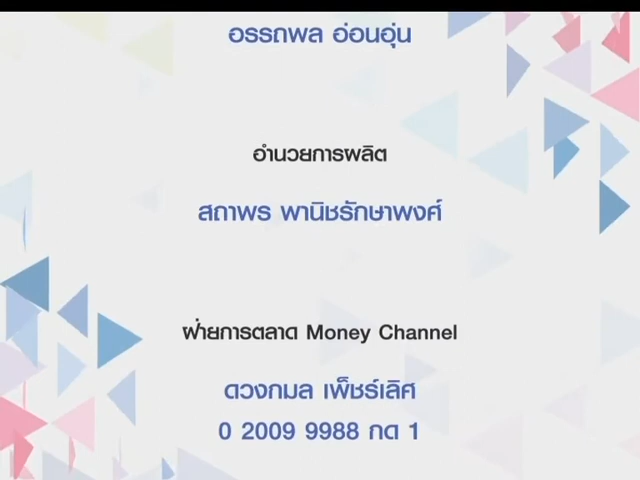 อรรถพล อ่อนอุ่น
อำนวยการผลิต
สถาพร พานิชรักษาพงศ์
ฝ่ายการตลาด Money Channel
ดวงกมล เพ็ชร์เลิศ
0 2009 9988 กด 1